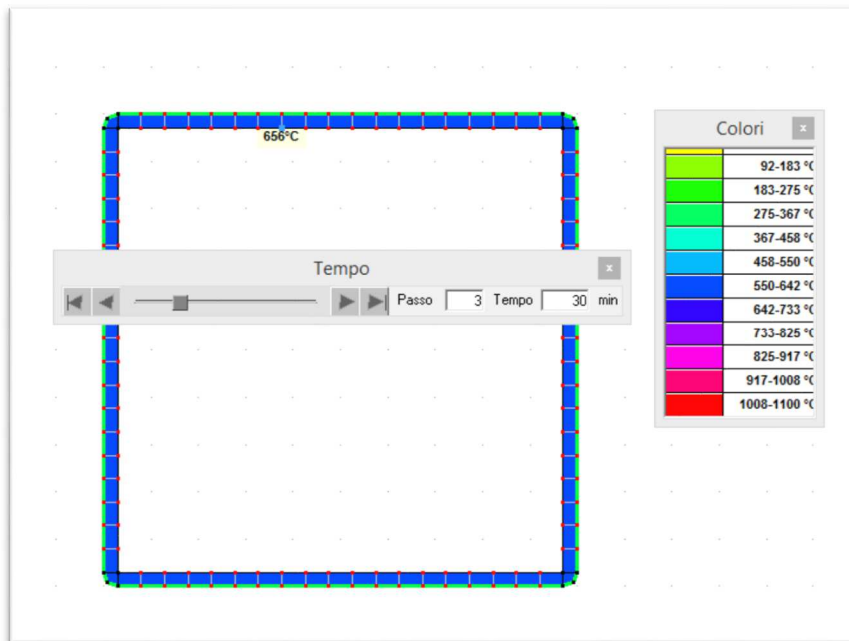 656°C
Colori
x
92-183 °C
183-275 °C
275-367 °C
367-458 °C
458-550 °C
550-642 °C
642-733 °C
733-825 °C
825-917 °C
917-1008 °C
1008-1100 °C
Tempo
x
Passo 3 Tempo 30 min